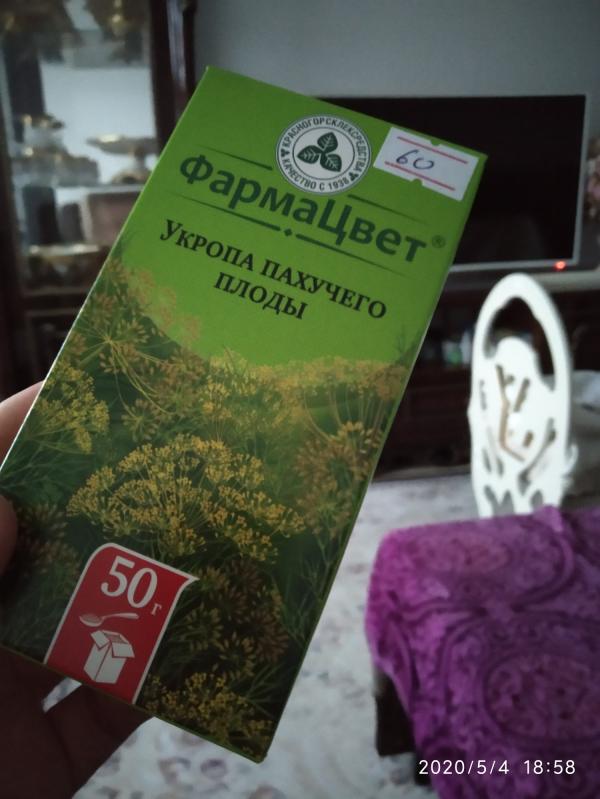 КРАСНОГОРСКЛЕКСРЕДСТВА
КАЧЕСТВО С 1938
60
ФармаЦвет®
Укропа пахучего
плоды
50 г
2020/5/4 18:58